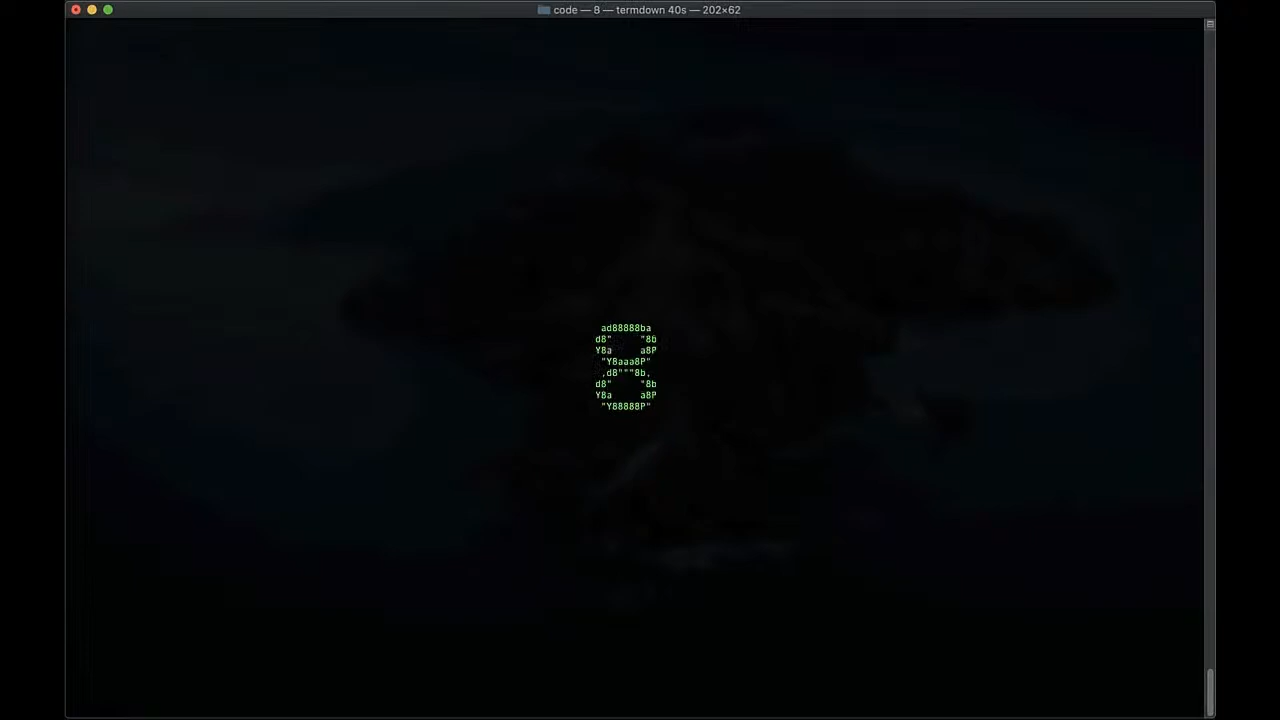 code — 8 — termdown 40s — 202×62
ad88888ba
d8"     "8b
Y8a     a8P
"Y8aaa8P"
,d8"""8b,
d8"     "8b
Y8a     a8P
"Y88888P"